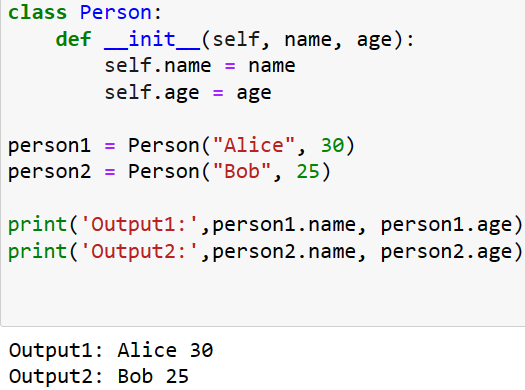 class Person:
    def __init__(self, name, age):
        self.name = name
        self.age = age

person1 = Person("Alice", 30)
person2 = Person("Bob", 25)

print('Output1:',person1.name, person1.age)
print('Output2:',person2.name, person2.age)

Output1: Alice 30
Output2: Bob 25